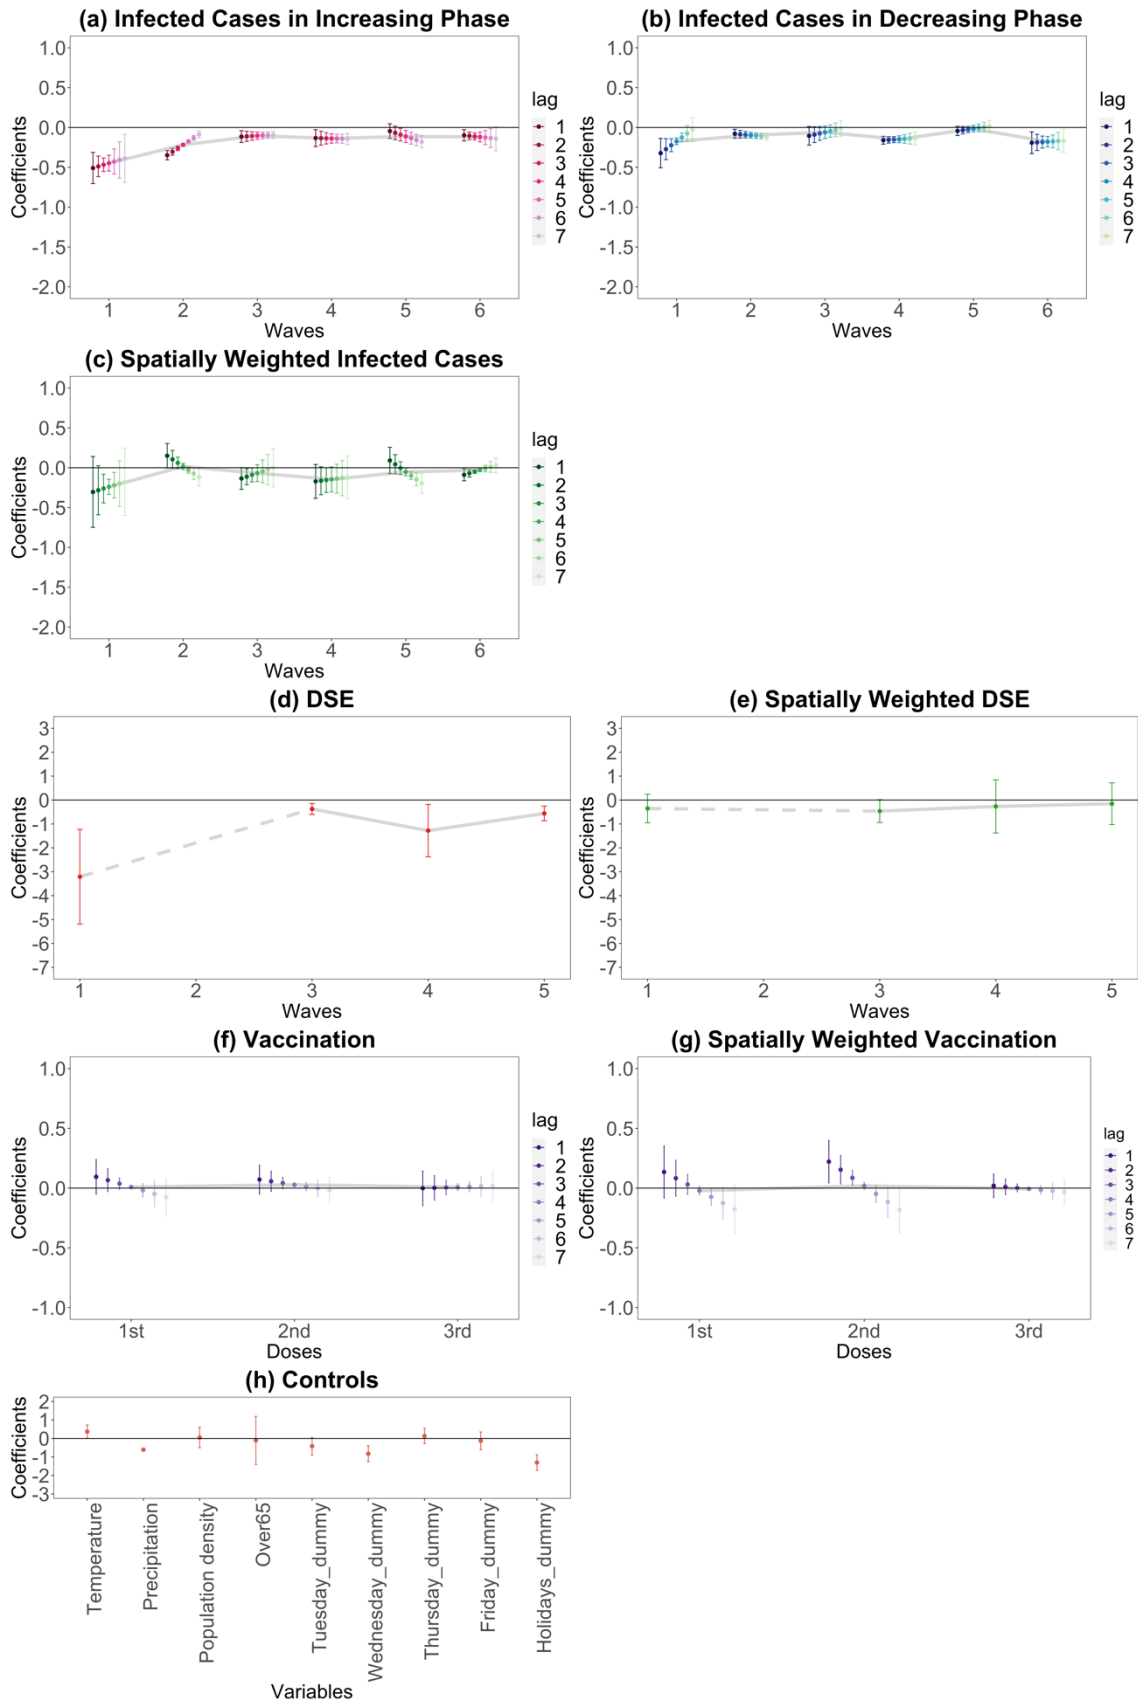 (a) Infected Cases in Increasing Phase
1.0
0.5
0.0
-0.5
-1.0
-1.5
-2.0
Coefficients
1 2 3 4 5 6
Waves
lag
1
2
3
4
5
6
7
(b) Infected Cases in Decreasing Phase
1.0
0.5
0.0
-0.5
-1.0
-1.5
-2.0
Coefficients
1 2 3 4 5 6
Waves
lag
1
2
3
4
5
6
7
(c) Spatially Weighted Infected Cases
1.0
0.5
0.0
-0.5
-1.0
-1.5
-2.0
Coefficients
1 2 3 4 5 6
Waves
lag
1
2
3
4
5
6
7
(d) DSE
3
2
1
0
-1
-2
-3
-4
-5
-6
-7
Coefficients
1 2 3 4 5
Waves
(e) Spatially Weighted DSE
3
2
1
0
-1
-2
-3
-4
-5
-6
-7
Coefficients
1 2 3 4 5
Waves
(f) Vaccination
1.0
0.5
0.0
-0.5
-1.0
Coefficients
1st 2nd 3rd
Doses
lag
1
2
3
4
5
6
7
(g) Spatially Weighted Vaccination
1.0
0.5
0.0
-0.5
-1.0
Coefficients
1st 2nd 3rd
Doses
lag
1
2
3
4
5
6
7
(h) Controls
2
1
0
-1
-2
-3
Coefficients
Temperature
Precipitation
Population density
Over65
Tuesday_dummy
Wednesday_dummy
Thursday_dummy
Friday_dummy
Holidays_dummy
Variables